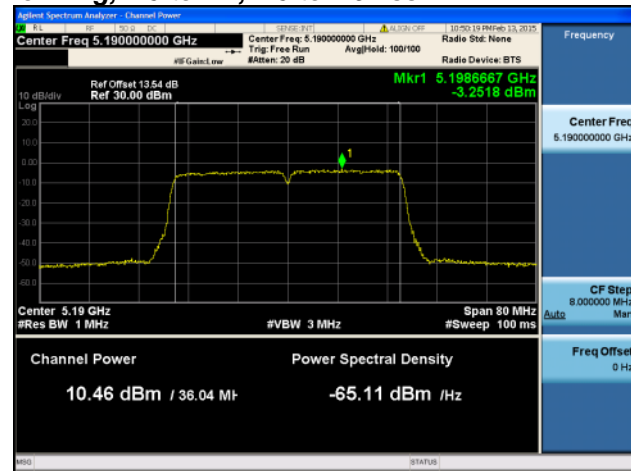 Agilent Spectrum Analyzer - Channel Power
RL RF 50 Ω DC SENSE:INT ALIGN OFF 10:50:19 PM Feb 13, 2015
Center Freq 5.190000000 GHz
Center Freq: 5.190000000 GHz
Radio Std: None
Trig: Free Run Avg|Hold: 100/100
#IFGain:Low #Atten: 20 dB Radio Device: BTS
Frequency
Mkr1 5.1986667 GHz
-3.2518 dBm
Ref Offset 13.54 dB
10 dB/div Ref 30.00 dBm
Log
20.0
10.0
0.00
-10.0
-20.0
-30.0
-40.0
-50.0
-60.0
1
Center 5.19 GHz Span 80 MHz
#Res BW 1 MHz #VBW 3 MHz #Sweep 100 ms
Channel Power Power Spectral Density
10.46 dBm / 36.04 MH -65.11 dBm /Hz
Center Freq
5.190000000 GHz
CF Step
8.000000 MHz
Auto Man
Freq Offset
0 Hz
MSG STATUS